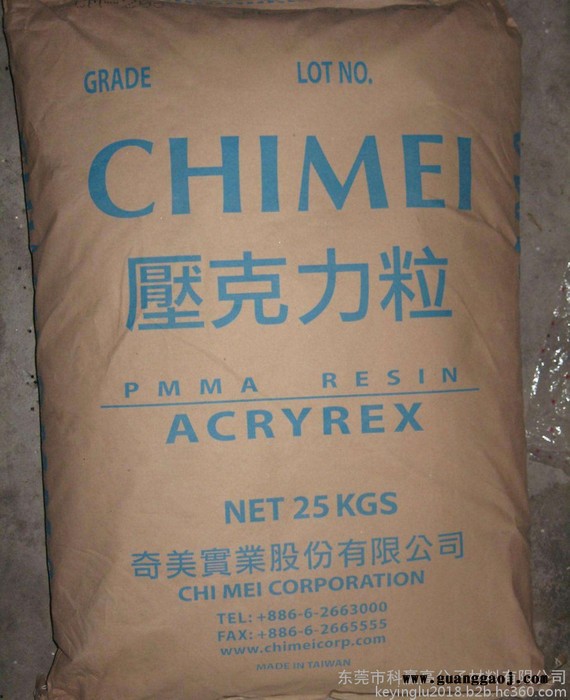 CM-205
GRADE LOT NO.
CHIMEI
壓克力粒
PMMA RESIN
ACRYREX
NET 25 KGS
奇美實業股份有限公司
CHI MEI CORPORATION
TEL: +886-6-2663000
FAX: +886-6-2665555
www.chimeicorp.com
MADE IN TAIWAN
东莞市科赢高分子材料有限公司
www.guanggaoj.com
keyinglu2018.b2b.hc360.com